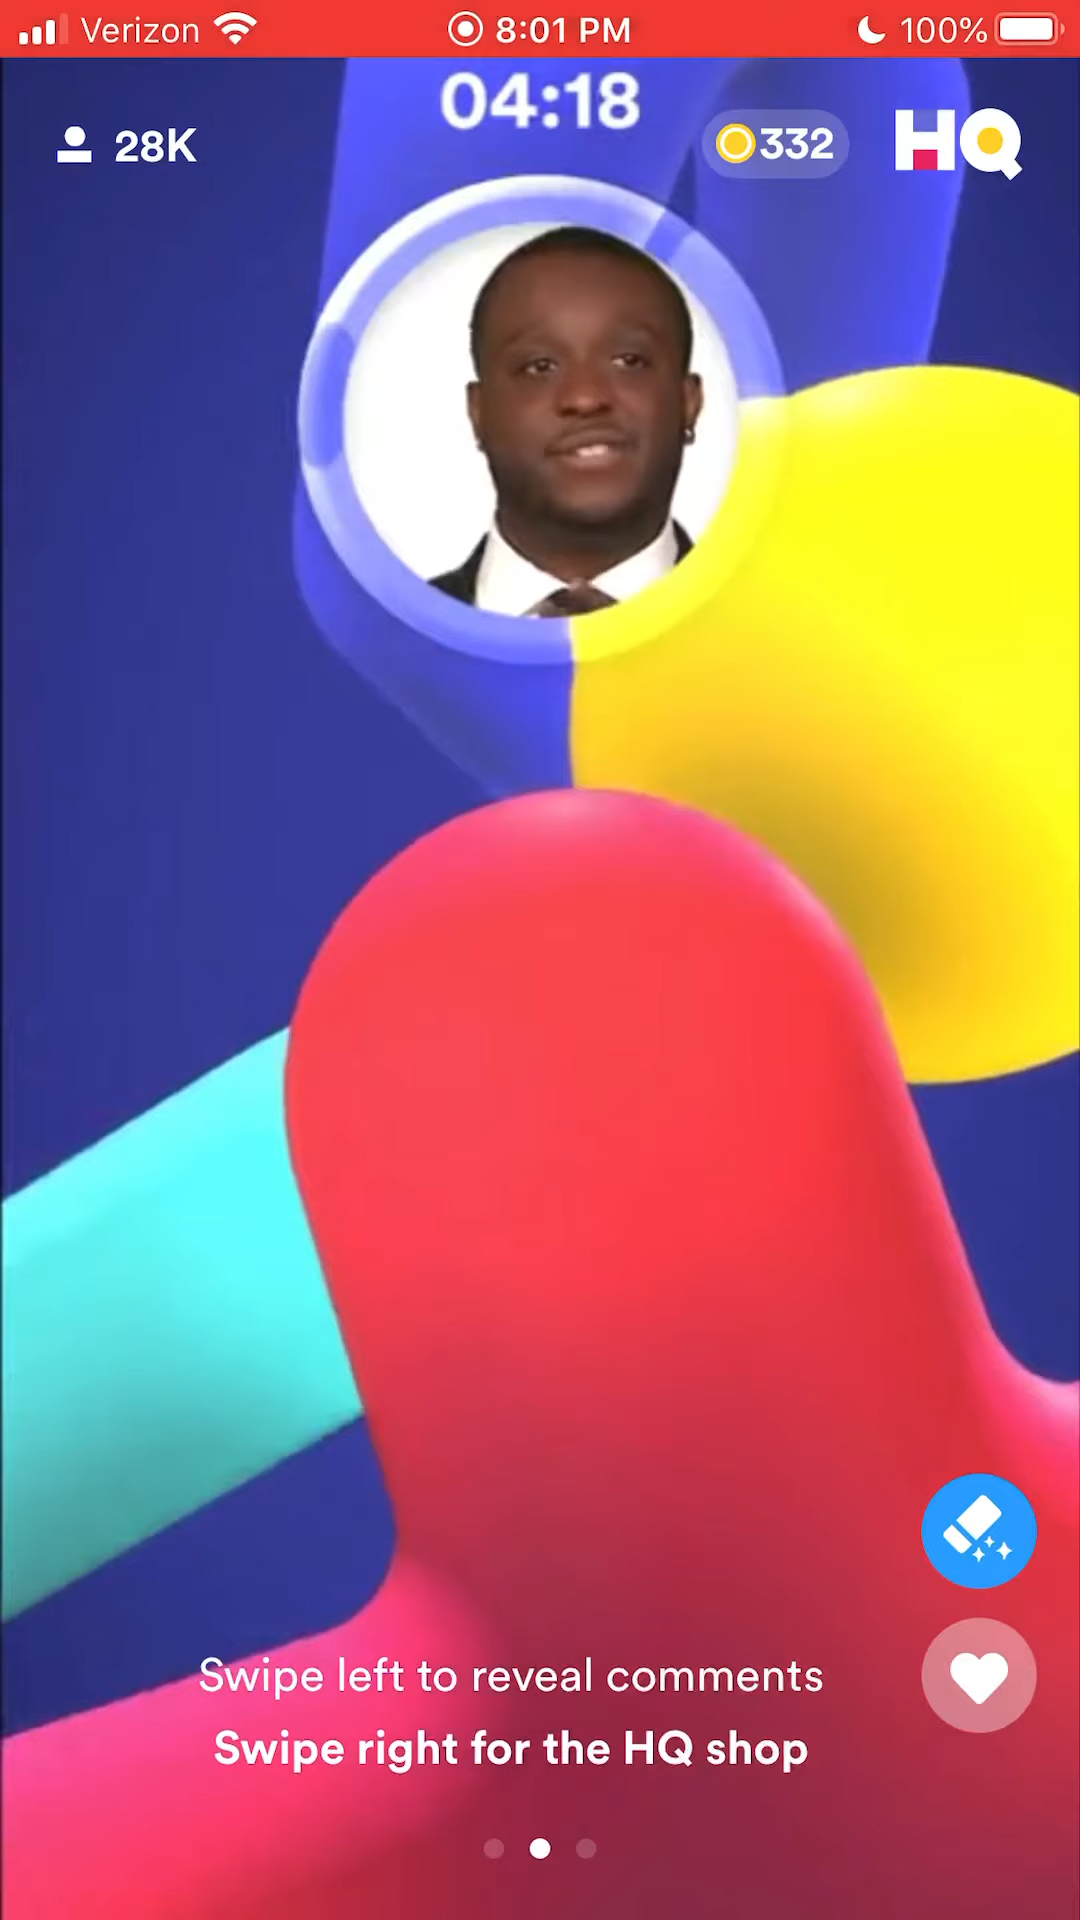 Verizon 8:01 PM 100%
04:18
28K 332 HQ
Swipe left to reveal comments
Swipe right for the HQ shop